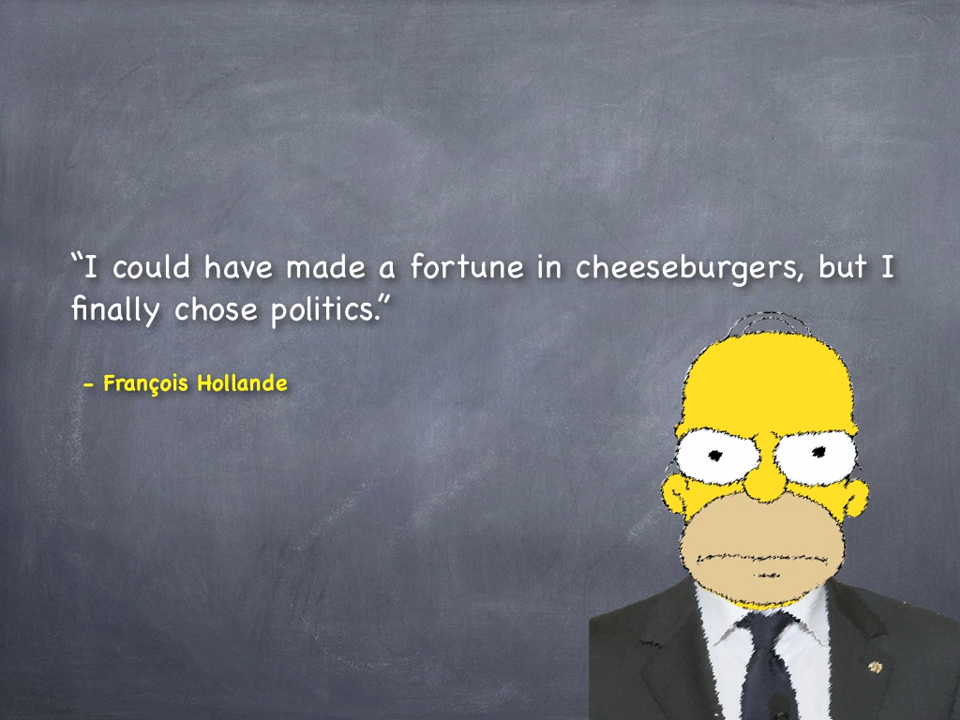 “I could have made a fortune in cheeseburgers, but I
finally chose politics.”
- François Hollande